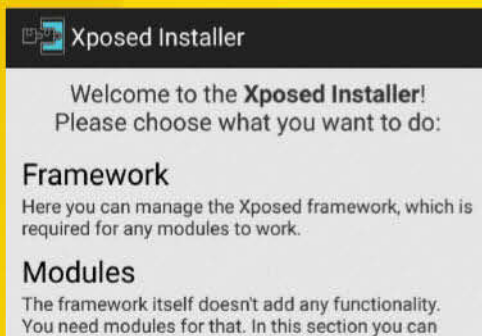 Xposed Installer
Welcome to the Xposed Installer!
Please choose what you want to do:
Framework
Here you can manage the Xposed framework, which is
required for any modules to work.
Modules
The framework itself doesn't add any functionality.
You need modules for that. In this section you can